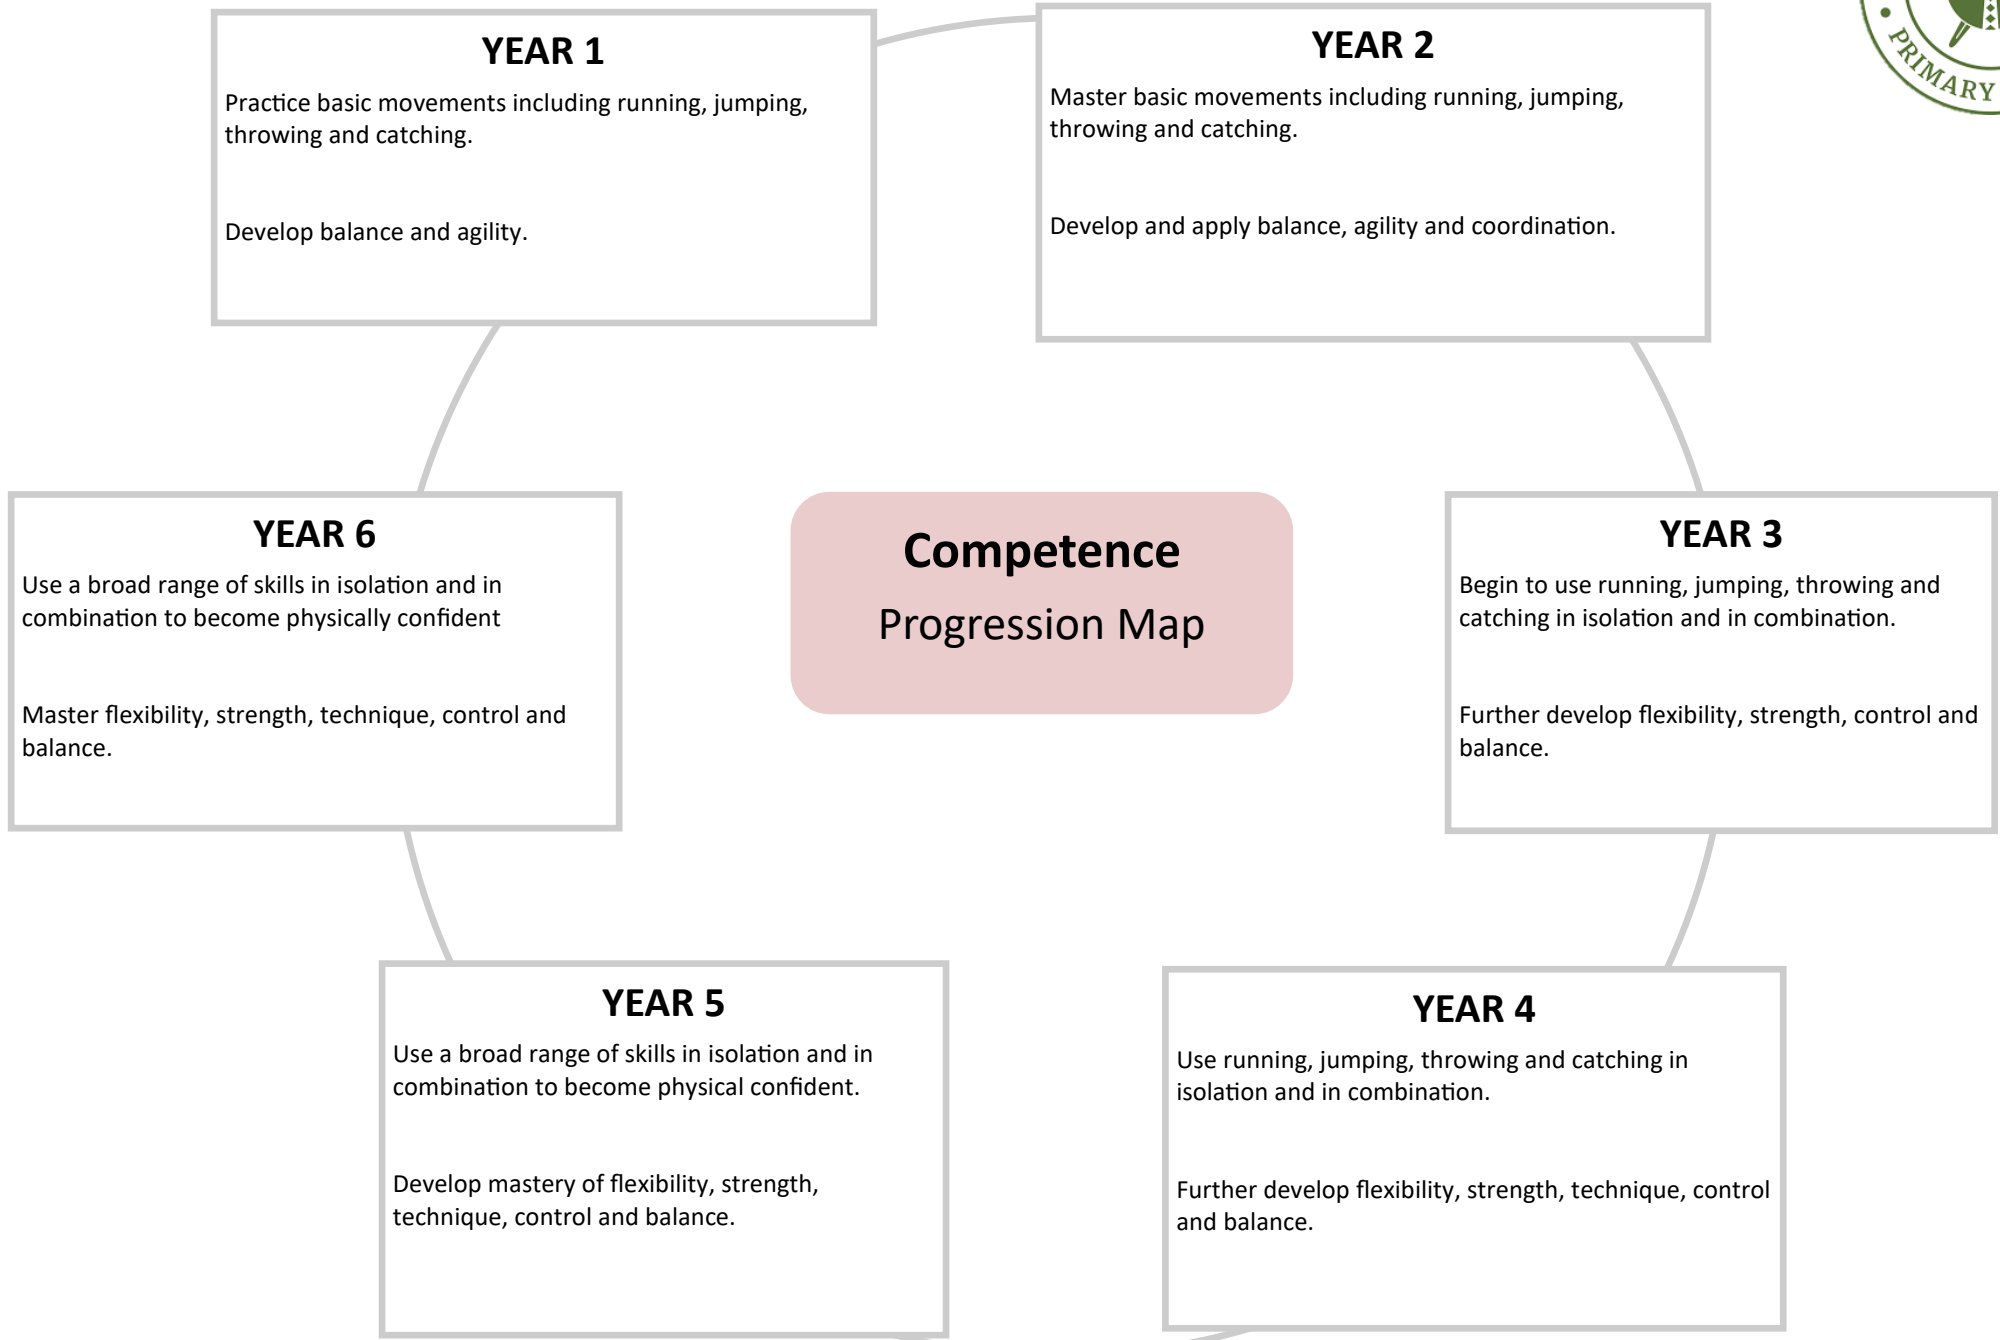 YEAR 1
Practice basic movements including running, jumping,
throwing and catching.
Develop balance and agility.
YEAR 2
Master basic movements including running, jumping,
throwing and catching.
Develop and apply balance, agility and coordination.
PRIMARY
YEAR 6
Use a broad range of skills in isolation and in
combination to become physically confident
Master flexibility, strength, technique, control and
balance.
Competence
Progression Map
YEAR 3
Begin to use running, jumping, throwing and
catching in isolation and in combination.
Further develop flexibility, strength, control and
balance.
YEAR 5
Use a broad range of skills in isolation and in
combination to become physical confident.
Develop mastery of flexibility, strength,
technique, control and balance.
YEAR 4
Use running, jumping, throwing and catching in
isolation and in combination.
Further develop flexibility, strength, technique, control
and balance.